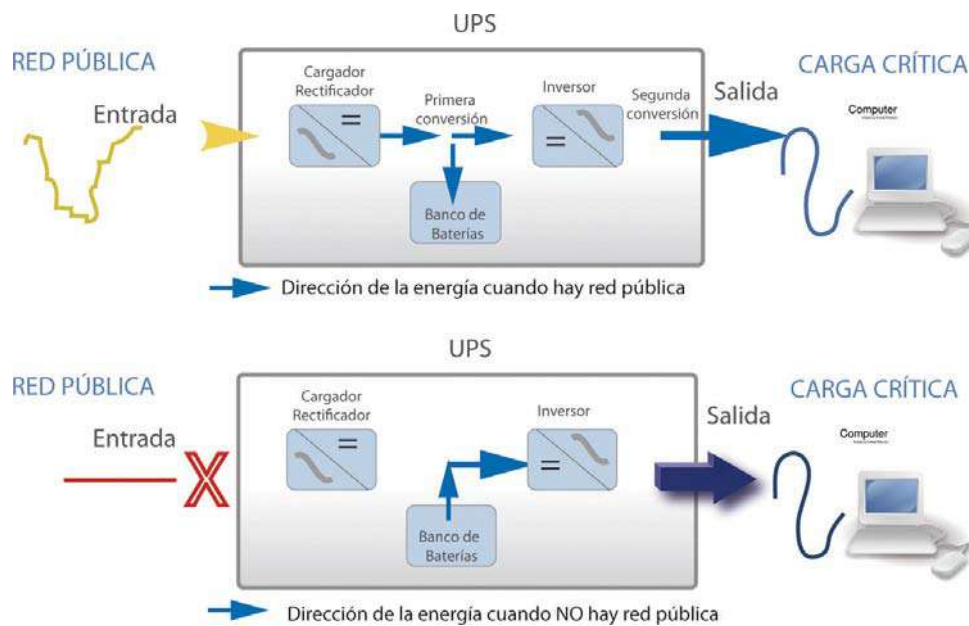 UPS
RED PÚBLICA
CARGA CRÍTICA
Entrada
Cargador
Rectificador
Primera
conversión
Inversor
Segunda
conversión
Salida
Computer
Banco de
Baterías
Dirección de la energía cuando hay red pública
UPS
RED PÚBLICA
CARGA CRÍTICA
Entrada
Cargador
Rectificador
Inversor
Salida
Computer
Banco de
Baterías
Dirección de la energía cuando NO hay red pública